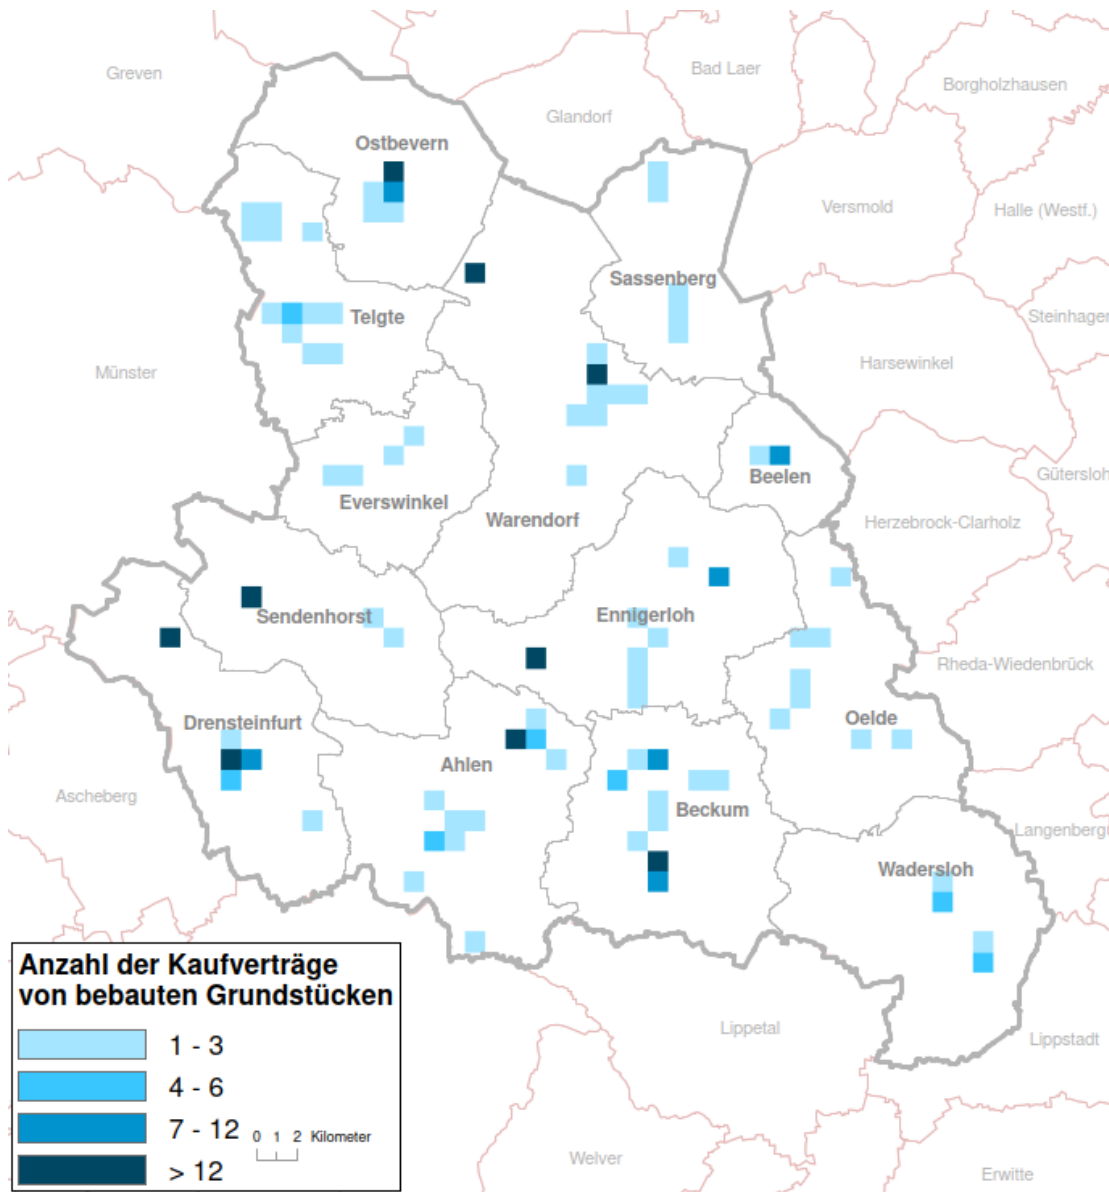 Greven
Bad Laer
Borgholzhausen
Glandorf
Ostbevern
Versmold
Halle (Westf.)
Sassenberg
Telgte
Steinhagen
Münster
Harsewinkel
Beelen
Gütersloh
Everswinkel
Warendorf
Herzebrock-Clarholz
Sendenhorst
Ennigerloh
Rheda-Wiedenbrück
Drensteinfurt
Oelde
Ahlen
Ascheberg
Beckum
Langenberg
Wadersloh
Lippetal
Lippstadt
Welver
Erwitte
Anzahl der Kaufverträge
von bebauten Grundstücken
1 - 3
4 - 6
7 - 12
0 1 2 Kilometer
> 12